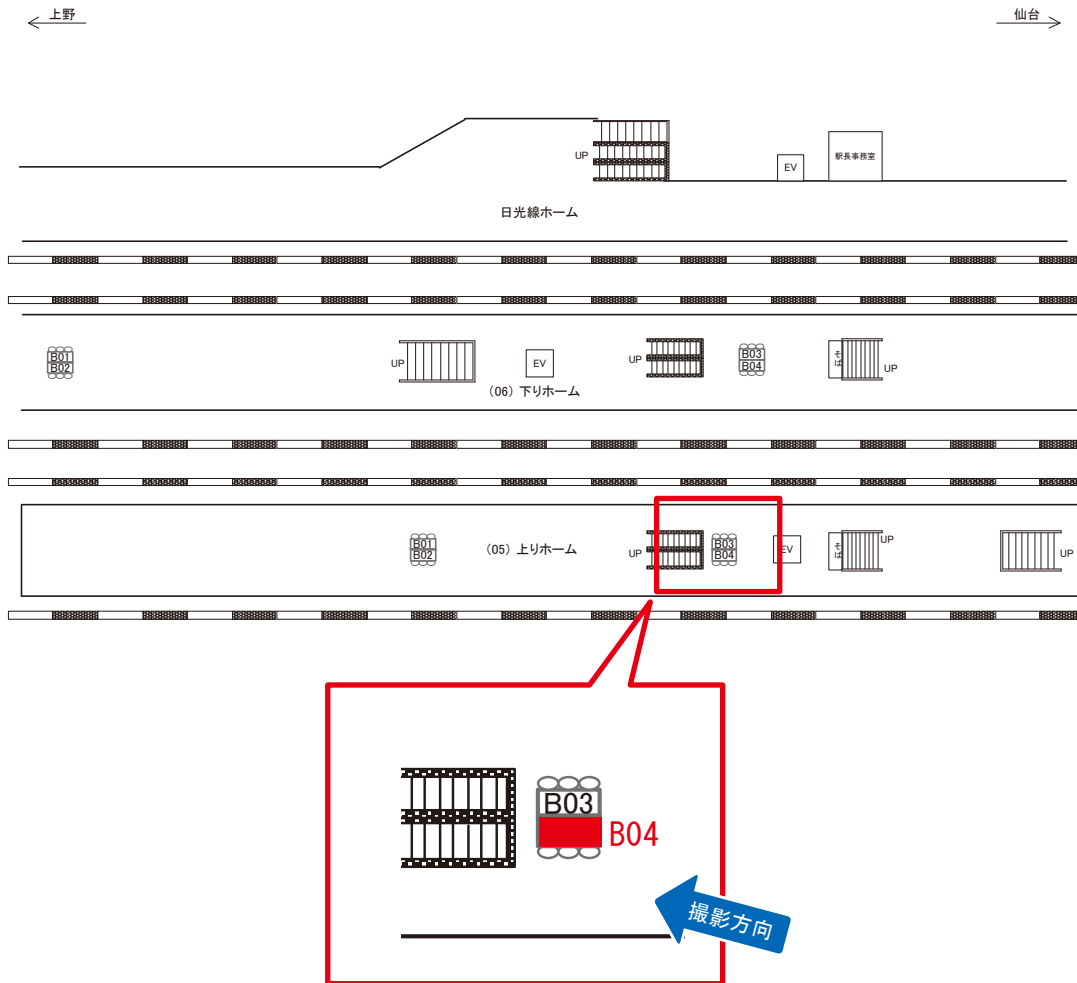 上野
仙台
UP
EV
駅長事務室
日光線ホーム
B01
B02
UP
EV
UP
B03
B04
そば
UP
(06) 下りホーム
B01
B02
(05) 上りホーム
UP
B03
B04
EV
そば
UP
UP
B03
B04
撮影方向